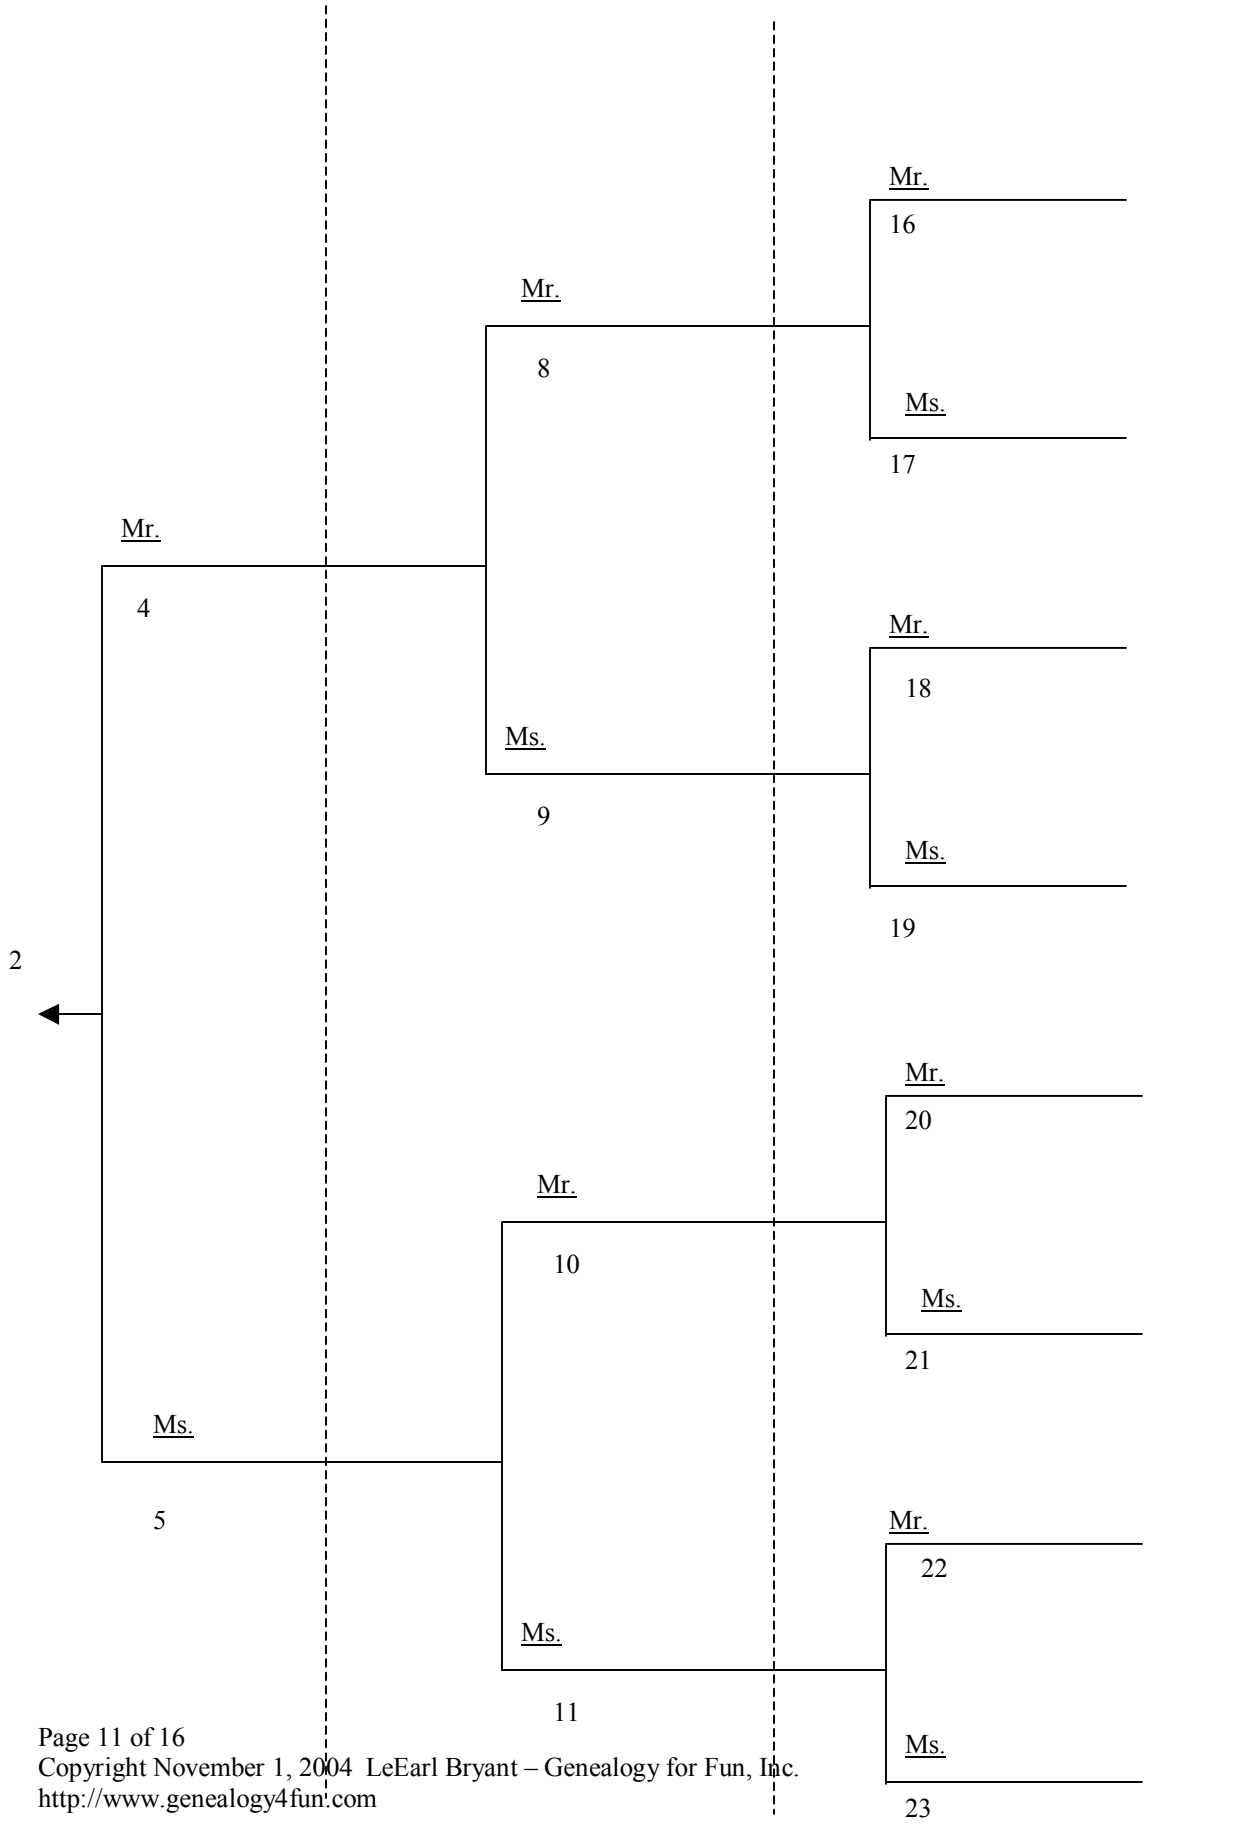 Mr.
16
Mr.
8
Ms.
17
Mr.
4
Mr.
18
Ms.
9
Ms.
19
2
Mr.
20
Mr.
10
Ms.
21
Ms.
5
Mr.
22
Ms.
11
Ms.
23
Page 11 of 16
Copyright November 1, 2004 LeEarl Bryant – Genealogy for Fun, Inc.
http://www.genealogy4fun.com